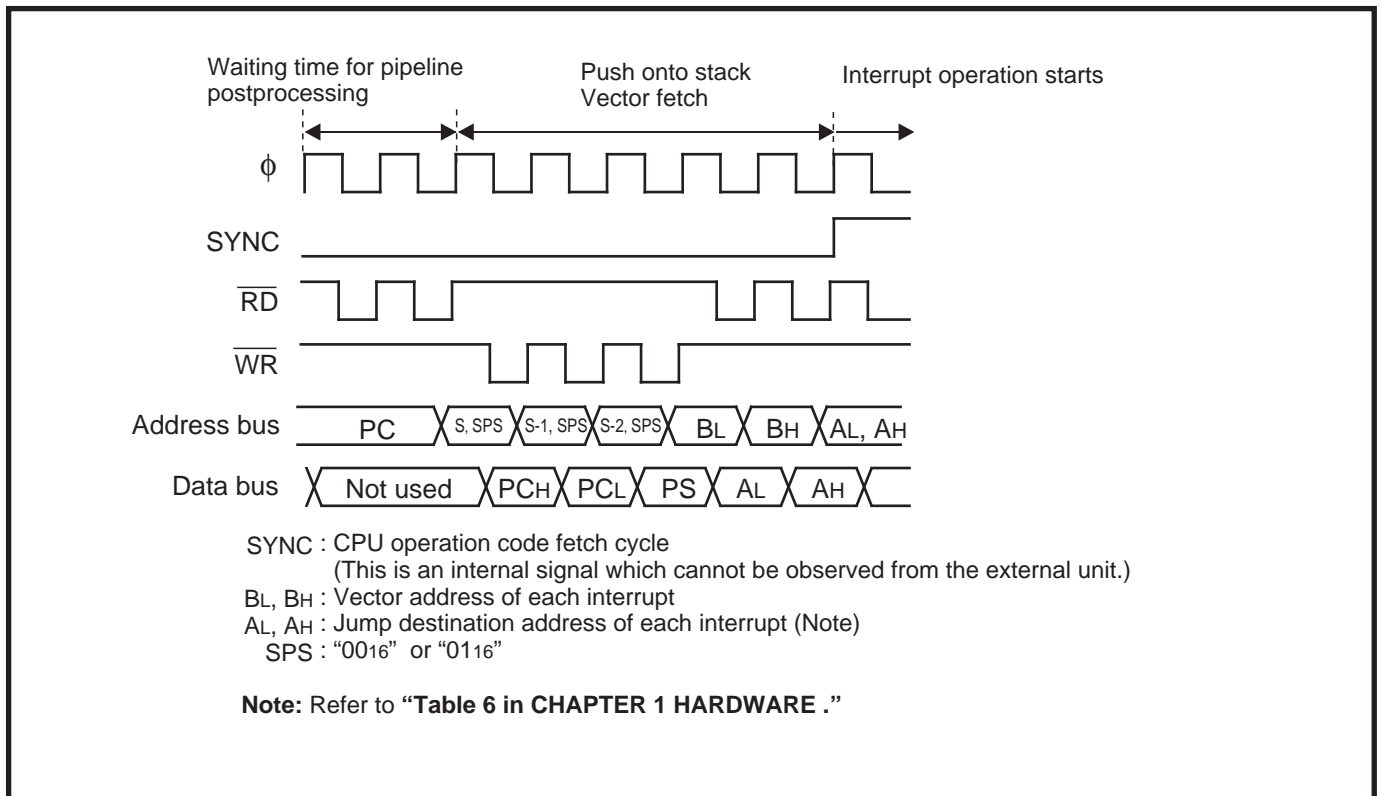 Waiting time for pipeline
postprocessing
Push onto stack
Vector fetch
Interrupt operation starts
ϕ
SYNC
RD
WR
Address bus
PC
S, SPS
S-1, SPS
S-2, SPS
BL
BH
AL, AH
Data bus
Not used
PCH
PCL
PS
AL
AH
SYNC : CPU operation code fetch cycle
(This is an internal signal which cannot be observed from the external unit.)
BL, BH : Vector address of each interrupt
AL, AH : Jump destination address of each interrupt (Note)
SPS : “0016” or “0116”
Note: Refer to “Table 6 in CHAPTER 1 HARDWARE .”